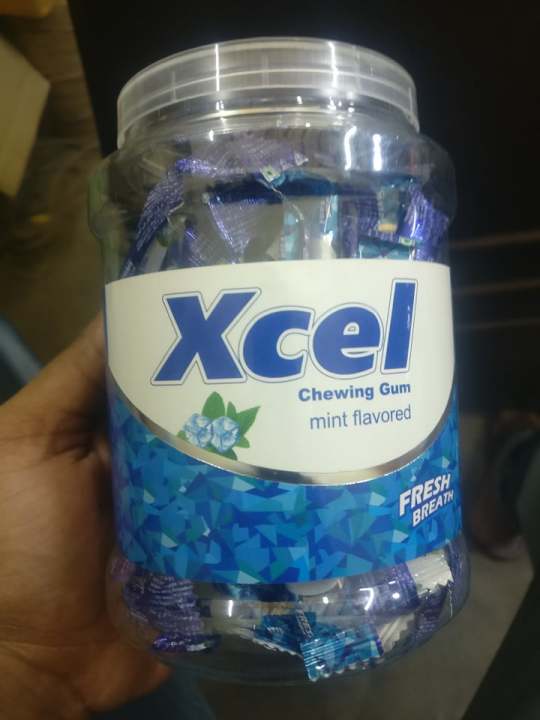 Xcel
Chewing Gum
mint flavored
FRESH
BREATH